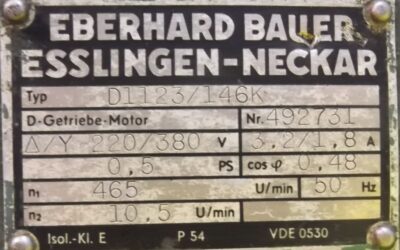 EBERHARD BAUER
ESSLINGEN-NECKAR
Typ D1123/146K
D-Getriebe-Motor Nr. 492731
Δ/Y 220/380 V 3,2/1,8 A
0,5 PS cos φ 0,48
n₁ 465 U/min 50 Hz
n₂ 10,5 U/min
Isol.-Kl. E P 54 VDE 0530